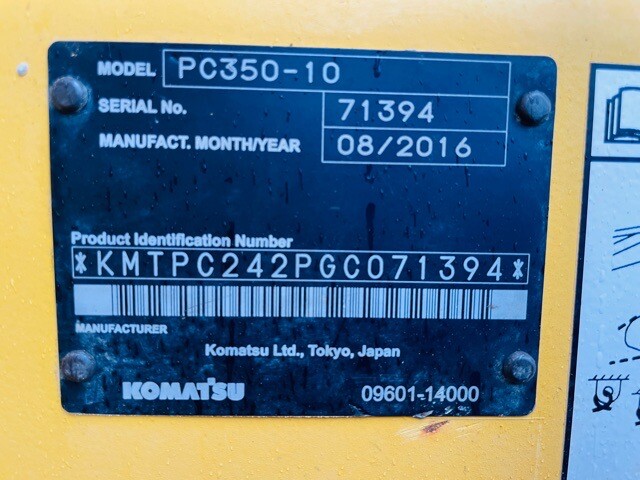 MODEL PC350-10
SERIAL No. 71394
MANUFACT. MONTH/YEAR 08/2016
Product Identification Number
*KMTPC242PGC071394*
MANUFACTURER
Komatsu Ltd., Tokyo, Japan
KOMATSU 09601-14000